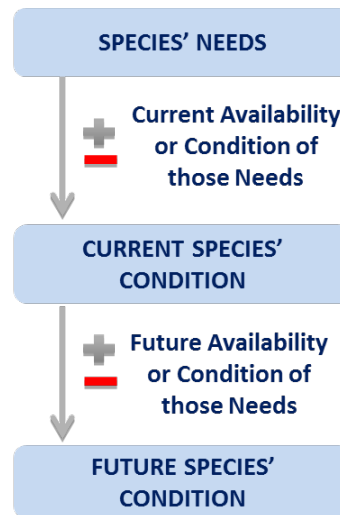 SPECIES' NEEDS
Current Availability
or Condition of
those Needs
CURRENT SPECIES'
CONDITION
Future Availability
or Condition of
those Needs
FUTURE SPECIES'
CONDITION